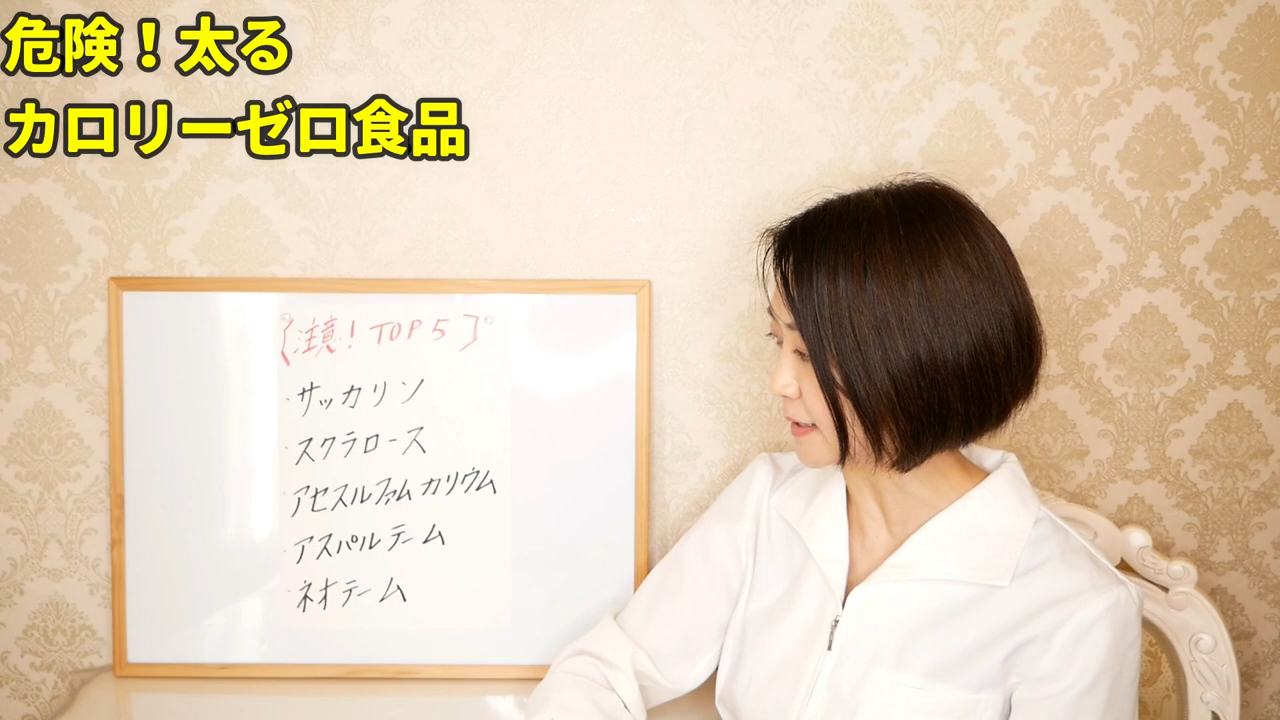 危険！太る
カロリーゼロ食品
〔注意！TOP5〕
・サッカリン
・スクラロース
・アセスルファムカリウム
・アスパルテーム
・ネオテーム